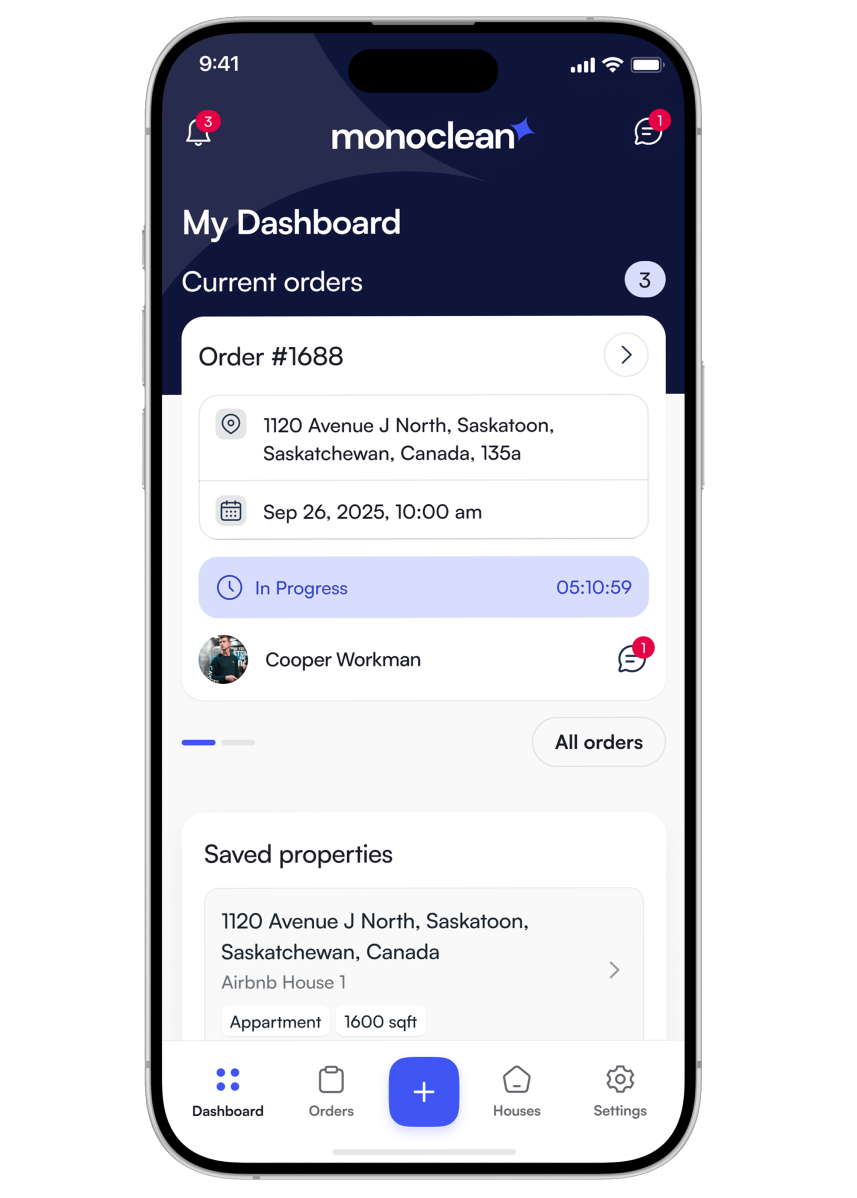 9:41
3
monoclean
1
My Dashboard
Current orders
3
Order #1688
1120 Avenue J North, Saskatoon,
Saskatchewan, Canada, 135a
Sep 26, 2025, 10:00 am
In Progress
05:10:59
Cooper Workman
1
All orders
Saved properties
1120 Avenue J North, Saskatoon,
Saskatchewan, Canada
Airbnb House 1
Appartment
1600 sqft
Dashboard
Orders
Houses
Settings